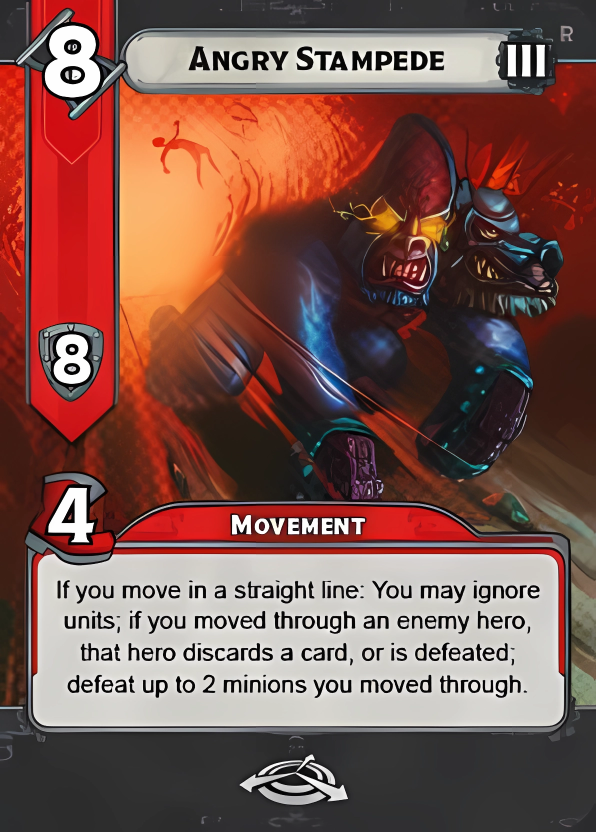 8
ANGRY STAMPEDE
III
R
8
4
MOVEMENT
If you move in a straight line: You may ignore
units; if you moved through an enemy hero,
that hero discards a card, or is defeated;
defeat up to 2 minions you moved through.